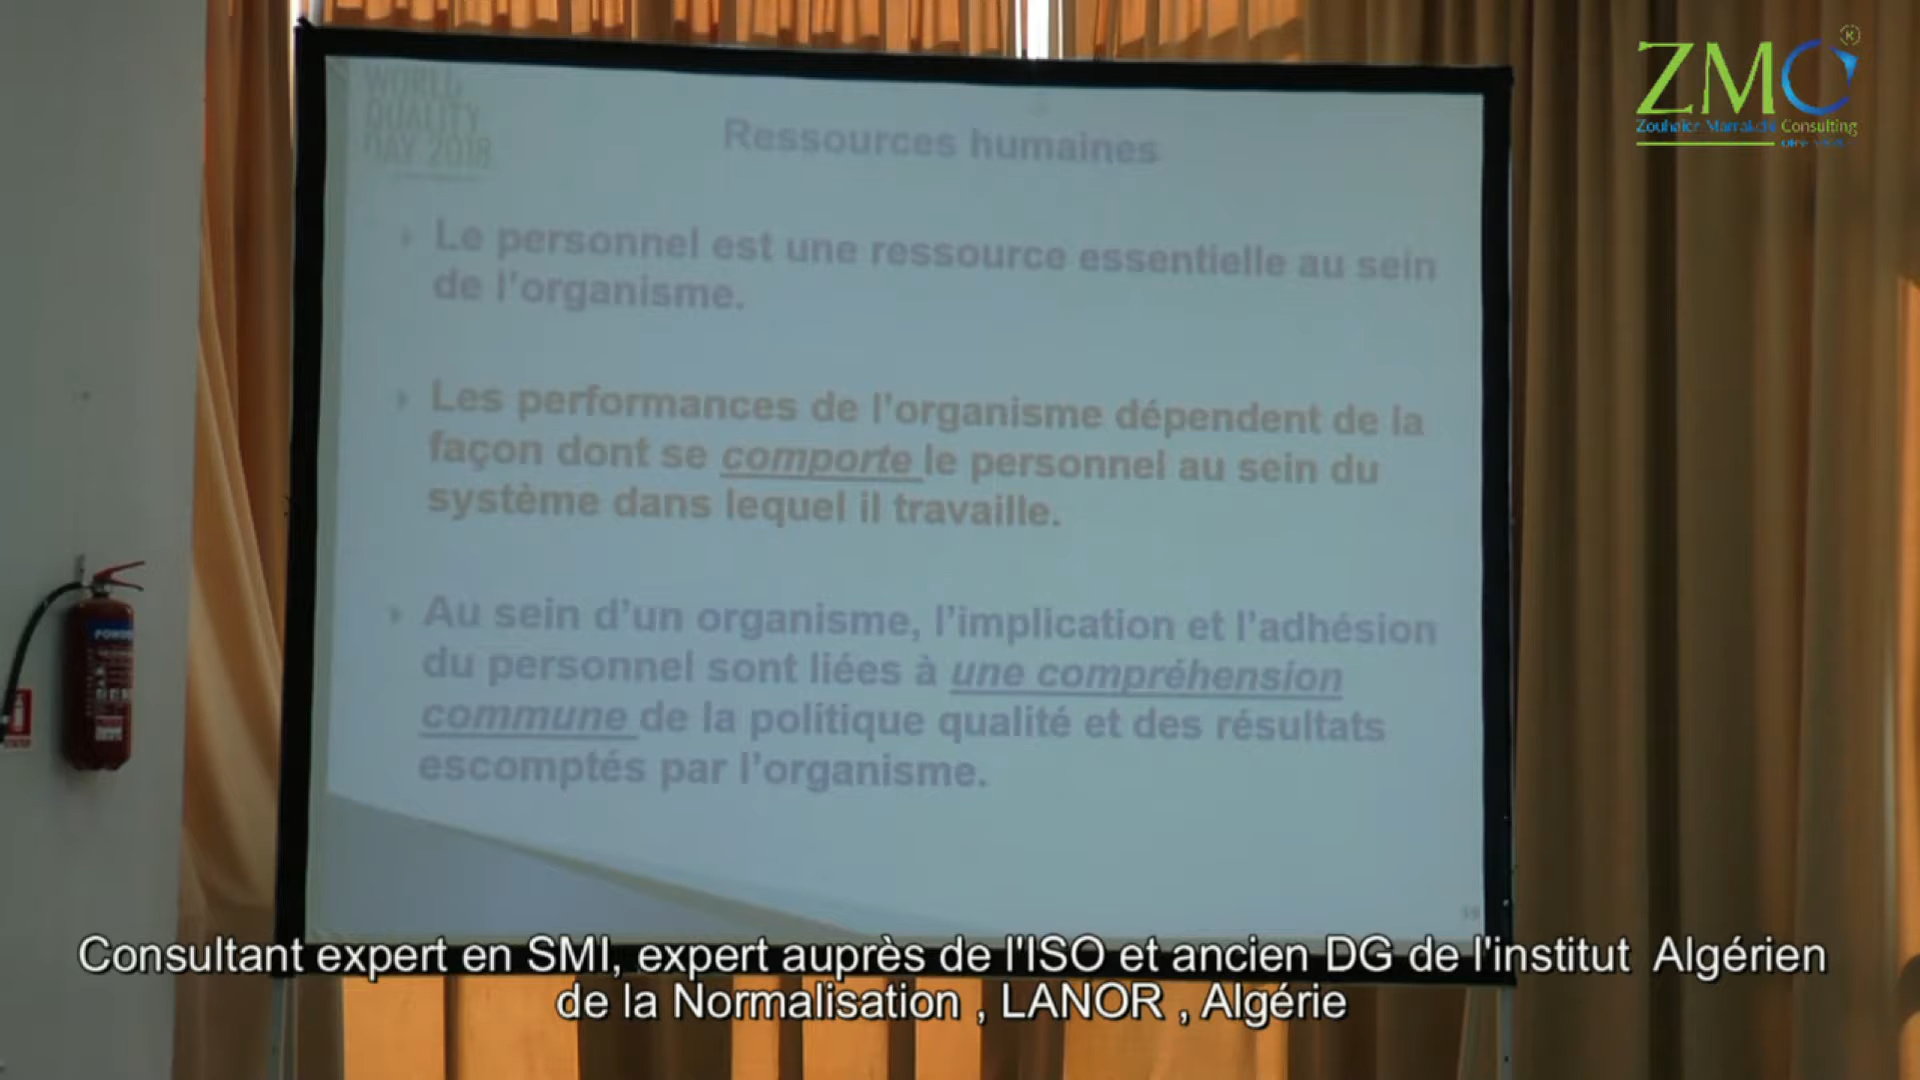 WORLD
QUALITY
DAY 2018
Ressources humaines
Le personnel est une ressource essentielle au sein
de l'organisme.
Les performances de l'organisme dépendent de la
façon dont se comporte le personnel au sein du
système dans lequel il travaille.
Au sein d'un organisme, l'implication et l'adhésion
du personnel sont liées à une compréhension
commune de la politique qualité et des résultats
escomptés par l'organisme.
ZMC ®
Zouhaier Marrakchi Consulting
Consultant expert en SMI, expert auprès de l'ISO et ancien DG de l'institut Algérien
de la Normalisation , LANOR , Algérie